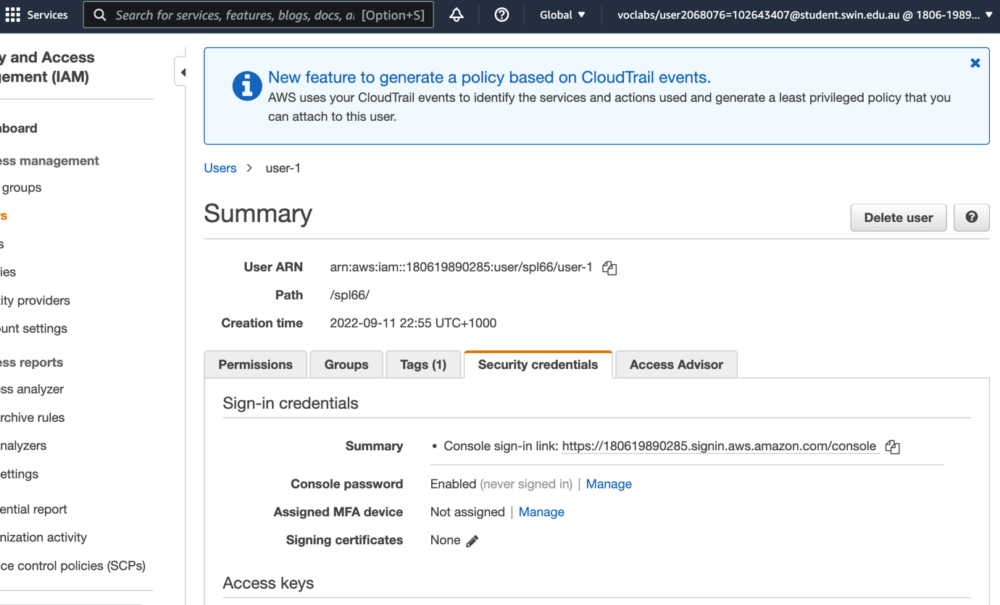 Services
Search for services, features, blogs, docs, a [Option+S]
Global
voclabs/user2068076=102643407@student.swin.edu.au @ 1806-1989...
y and Access
gement (IAM)
New feature to generate a policy based on CloudTrail events.
AWS uses your CloudTrail events to identify the services and actions used and generate a least privileged policy that you
can attach to this user.
board
ess management
groups
s
s
ies
ity providers
ount settings
ess reports
ss analyzer
rchive rules
nalyzers
ettings
ential report
nization activity
ce control policies (SCPs)
Users > user-1
Summary
Delete user
User ARN arn:aws:iam::180619890285:user/spl66/user-1
Path /spl66/
Creation time 2022-09-11 22:55 UTC+1000
Permissions Groups Tags (1) Security credentials Access Advisor
Sign-in credentials
Summary • Console sign-in link: https://180619890285.signin.aws.amazon.com/console
Console password Enabled (never signed in) | Manage
Assigned MFA device Not assigned | Manage
Signing certificates None
Access keys